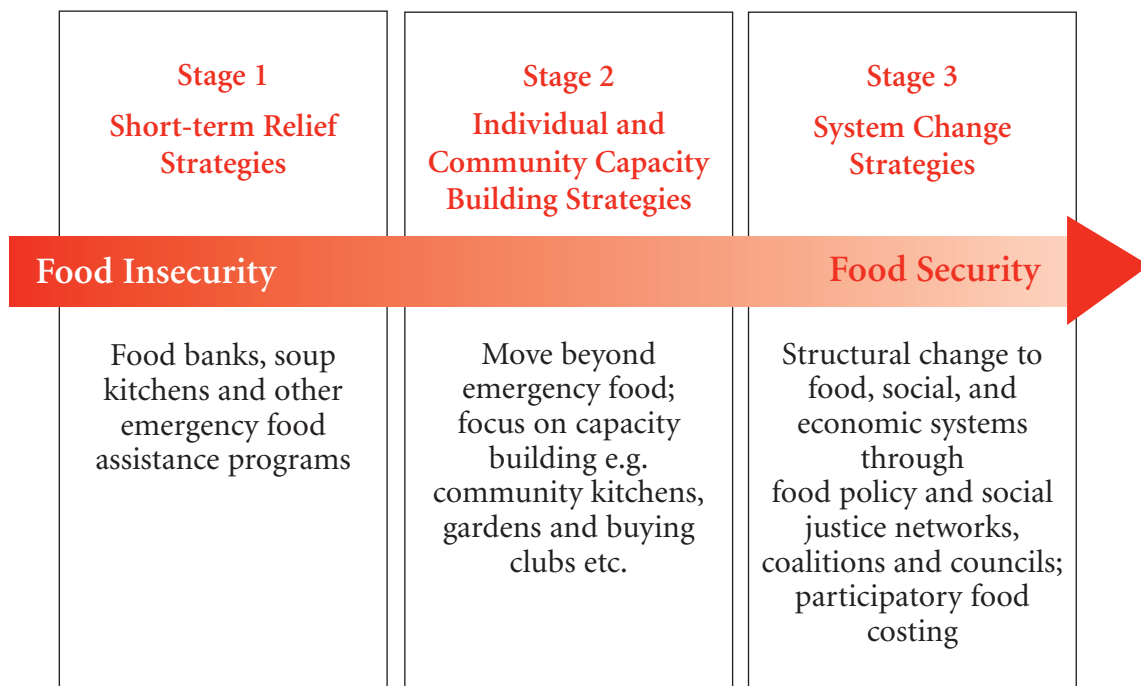 Stage 1
Short-term Relief
Strategies
Stage 2
Individual and
Community Capacity
Building Strategies
Stage 3
System Change
Strategies
Food Insecurity
Food Security
Food banks, soup
kitchens and other
emergency food
assistance programs
Move beyond
emergency food;
focus on capacity
building e.g.
community kitchens,
gardens and buying
clubs etc.
Structural change to
food, social, and
economic systems
through
food policy and social
justice networks,
coalitions and councils;
participatory food
costing